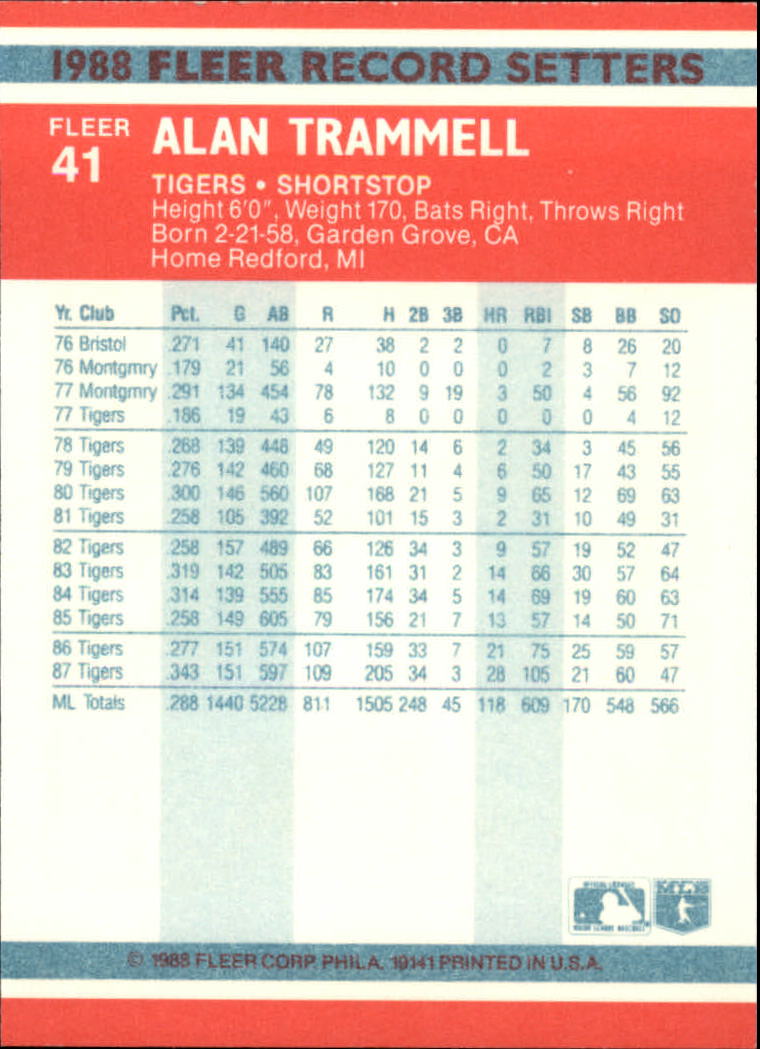 1988 FLEER RECORD SETTERS
FLEER
41
ALAN TRAMMELL
TIGERS • SHORTSTOP
Height 6'0", Weight 170, Bats Right, Throws Right
Born 2-21-58, Garden Grove, CA
Home Redford, MI
Yr. Club Pct. G AB R H 2B 3B HR RBI SB BB SO
76 Bristol .271 41 140 27 38 2 2 0 7 8 26 20
76 Montgmry .179 21 56 4 10 0 0 0 2 3 7 12
77 Montgmry .291 134 454 78 132 9 19 3 50 4 56 92
77 Tigers .186 19 43 6 8 0 0 0 0 0 4 12
78 Tigers .268 139 448 49 120 14 6 2 34 3 45 56
79 Tigers .276 142 460 68 127 11 4 6 50 17 43 55
80 Tigers .300 146 560 107 168 21 5 9 65 12 69 63
81 Tigers .258 105 392 52 101 15 3 2 31 10 49 31
82 Tigers .258 157 489 66 126 34 3 9 57 19 52 47
83 Tigers .319 142 505 83 161 31 2 14 66 30 57 64
84 Tigers .314 139 555 85 174 34 5 14 69 19 60 63
85 Tigers .258 149 605 79 156 21 7 13 57 14 50 71
86 Tigers .277 151 574 107 159 33 7 21 75 25 59 57
87 Tigers .343 151 597 109 205 34 3 28 105 21 60 47
ML Totals .288 1440 5228 811 1505 248 45 118 609 170 548 566
OFFICIAL LICENSEE
MAJOR LEAGUE BASEBALL
© 1988 FLEER CORP. PHILA. 19141 PRINTED IN U.S.A.